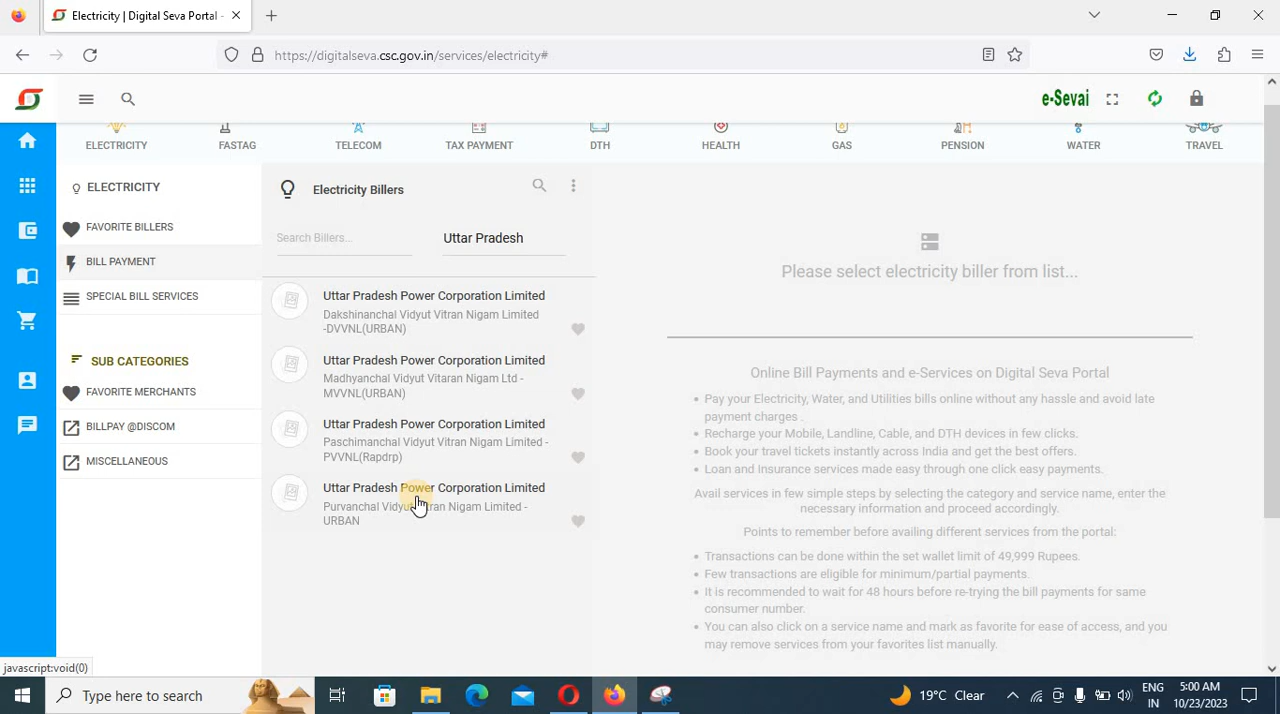 Electricity | Digital Seva Portal -
https://digitalseva.csc.gov.in/services/electricity#
e-Sevai
ELECTRICITY FASTAG TELECOM TAX PAYMENT DTH HEALTH GAS PENSION WATER TRAVEL
ELECTRICITY
FAVORITE BILLERS
BILL PAYMENT
SPECIAL BILL SERVICES
SUB CATEGORIES
FAVORITE MERCHANTS
BILLPAY @DISCOM
MISCELLANEOUS
Electricity Billers
Search Billers... Uttar Pradesh
Uttar Pradesh Power Corporation Limited
Dakshinanchal Vidyut Vitran Nigam Limited
-DVVNL(URBAN)
Uttar Pradesh Power Corporation Limited
Madhyanchal Vidyut Vitaran Nigam Ltd -
MVVNL(URBAN)
Uttar Pradesh Power Corporation Limited
Paschimanchal Vidyut Vitran Nigam Limited -
PVVNL(Rapdrp)
Uttar Pradesh Power Corporation Limited
Purvanchal Vidyut Vitran Nigam Limited -
URBAN
Please select electricity biller from list...
Online Bill Payments and e-Services on Digital Seva Portal
• Pay your Electricity, Water, and Utilities bills online without any hassle and avoid late
payment charges .
• Recharge your Mobile, Landline, Cable, and DTH devices in few clicks.
• Book your travel tickets instantly across India and get the best offers.
• Loan and Insurance services made easy through one click easy payments.
Avail services in few simple steps by selecting the category and service name, enter the
necessary information and proceed accordingly.
Points to remember before availing different services from the portal:
• Transactions can be done within the set wallet limit of 49,999 Rupees.
• Few transactions are eligible for minimum/partial payments.
• It is recommended to wait for 48 hours before re-trying the bill payments for same
consumer number.
• You can also click on a service name and mark as favorite for ease of access, and you
may remove services from your favorites list manually.
javascript:void(0)
Type here to search
19°C Clear
ENG
IN
5:00 AM
10/23/2023